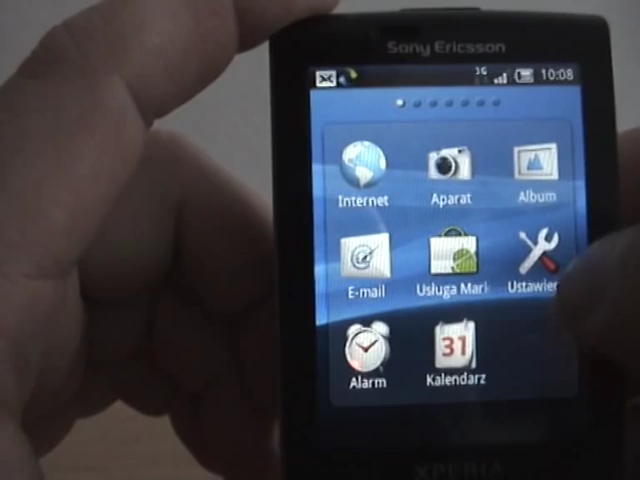 Sony Ericsson
3G 10:08
Internet Aparat Album
E-mail Usługa Mark Ustawien
31
Alarm Kalendarz
XPERIA